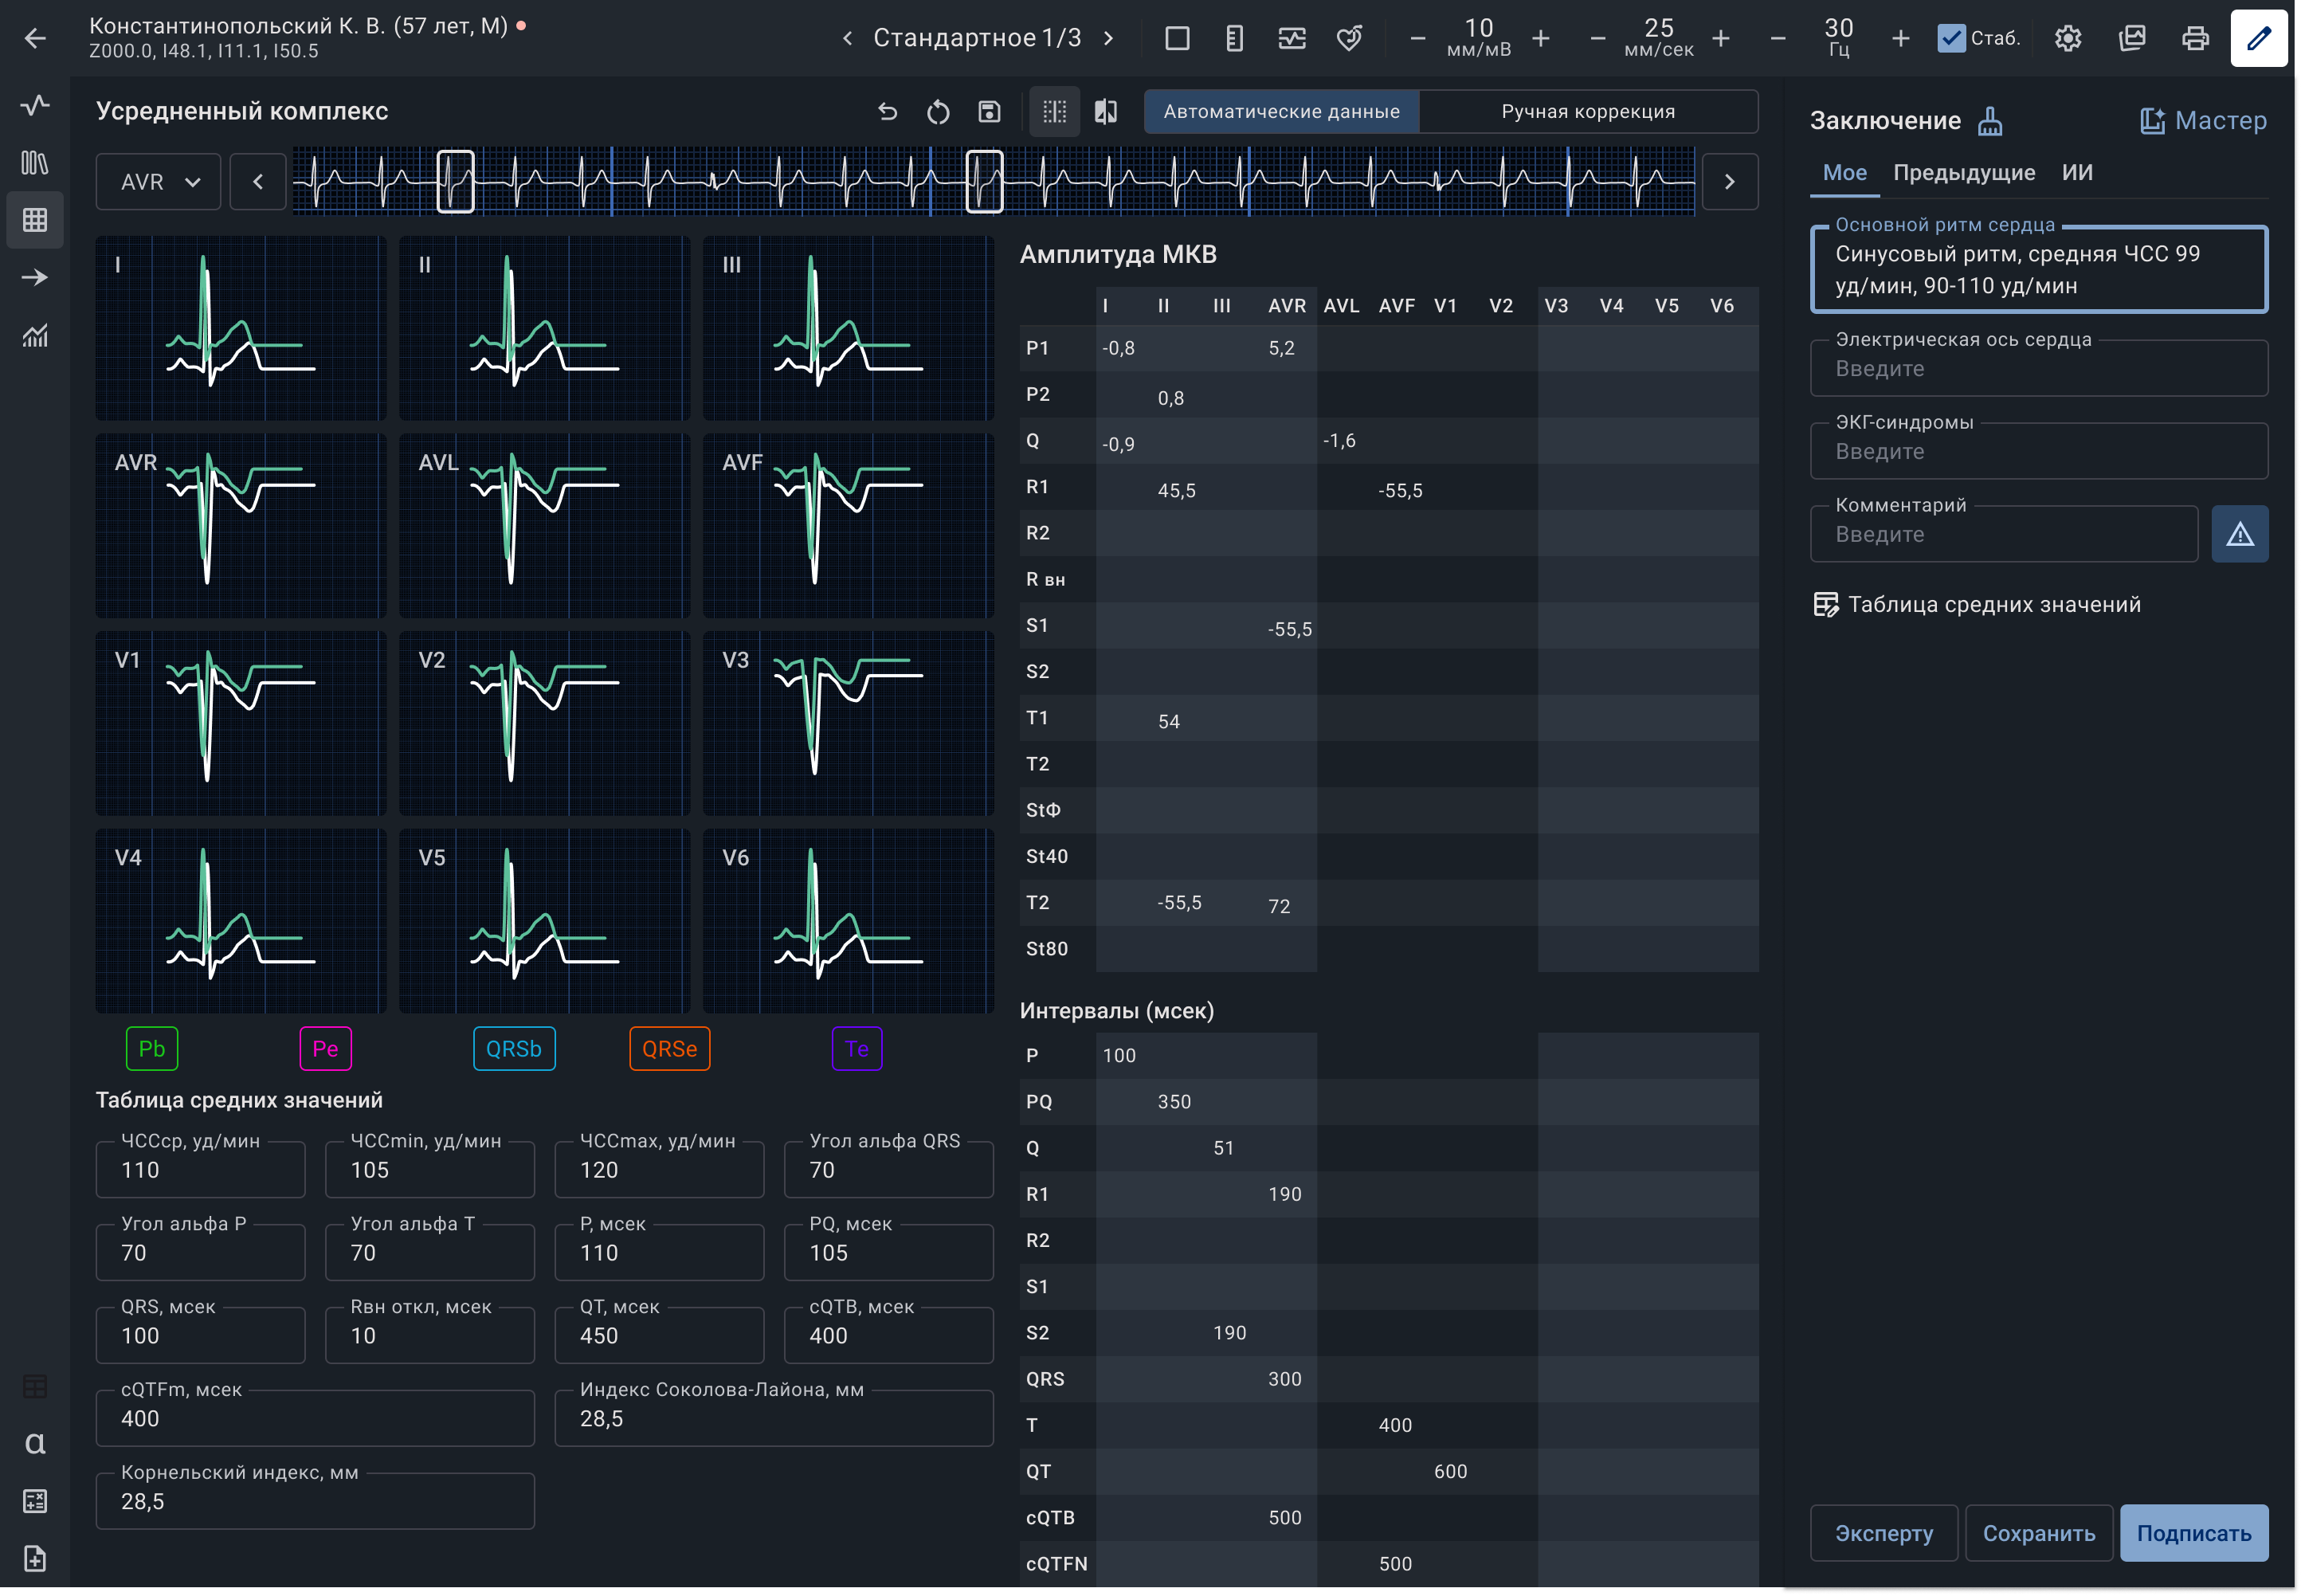 Константинопольский К. В. (57 лет, М)
Z000.0, I48.1, I11.1, I50.5
Стандартное 1/3
10
мм/мВ
25
мм/сек
30
Гц
Стаб.
Усредненный комплекс
Автоматические данные
Ручная коррекция
AVR
I
II
III
AVR
AVL
AVF
V1
V2
V3
V4
V5
V6
Pb
Pe
QRSb
QRSe
Te
Таблица средних значений
ЧССср, уд/мин
110
ЧССmin, уд/мин
105
ЧССmax, уд/мин
120
Угол альфа QRS
70
Угол альфа P
70
Угол альфа T
70
P, мсек
110
PQ, мсек
105
QRS, мсек
100
Rвн откл, мсек
10
QT, мсек
450
cQTB, мсек
400
cQTFm, мсек
400
Индекс Соколова-Лайона, мм
28,5
Корнельский индекс, мм
28,5
Амплитуда МКВ
I II III AVR AVL AVF V1 V2 V3 V4 V5 V6
P1 -0,8 5,2
P2 0,8
Q -0,9 -1,6
R1 45,5 -55,5
R2
R вн
S1 -55,5
S2
T1 54
T2
StФ
St40
T2 -55,5 72
St80
Интервалы (мсек)
P 100
PQ 350
Q 51
R1 190
R2
S1
S2 190
QRS 300
T 400
QT 600
cQTB 500
cQTFN 500
Заключение
Мастер
Мое Предыдущие ИИ
Основной ритм сердца
Синусовый ритм, средняя ЧСС 99
уд/мин, 90-110 уд/мин
Электрическая ось сердца
Введите
ЭКГ-синдромы
Введите
Комментарий
Введите
Таблица средних значений
Эксперту
Сохранить
Подписать